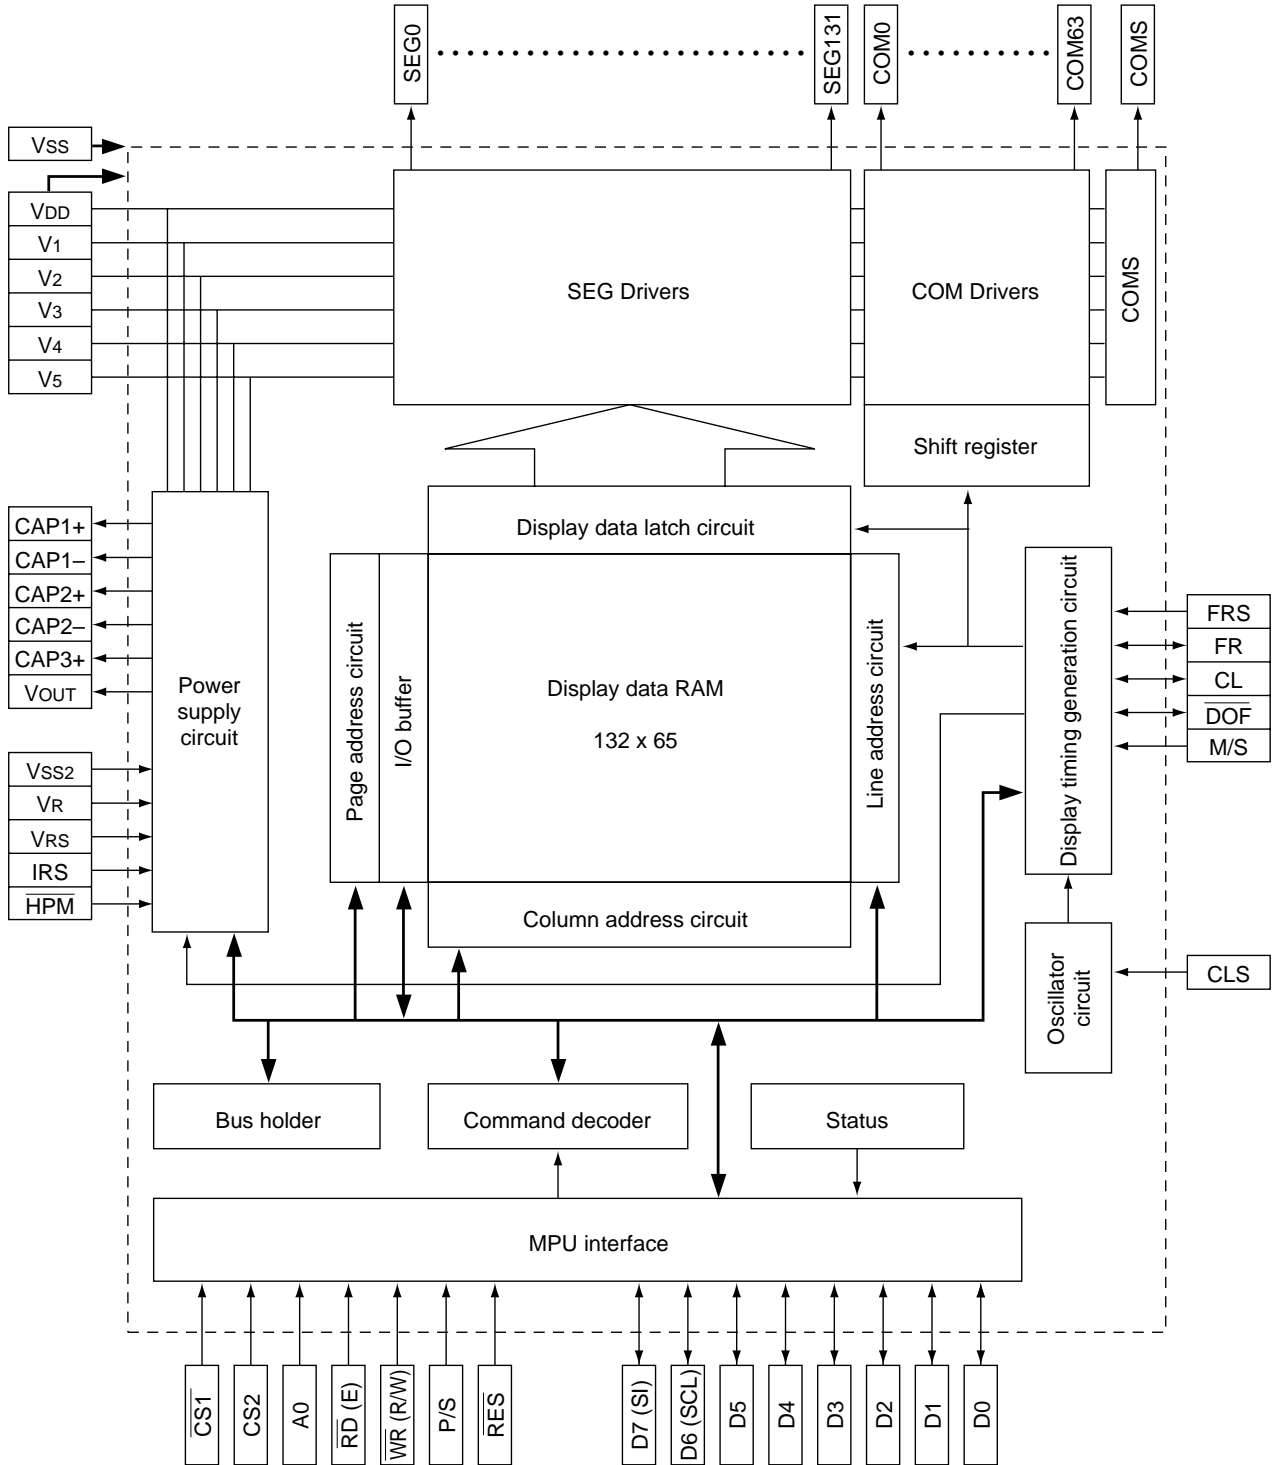 SEG0
SEG131
COM0
COM63
COMS
VSS
VDD
V1
V2
V3
V4
V5
SEG Drivers
COM Drivers
COMS
Shift register
CAP1+
CAP1–
CAP2+
CAP2–
CAP3+
VOUT
VSS2
VR
VRS
IRS
HPM
Power
supply
circuit
Page address circuit
I/O buffer
Display data latch circuit
Display data RAM
132 x 65
Line address circuit
Column address circuit
Display timing generation circuit
FRS
FR
CL
DOF
M/S
Oscillator
circuit
CLS
Bus holder
Command decoder
Status
MPU interface
CS1
CS2
A0
RD (E)
WR (R/W)
P/S
RES
D7 (SI)
D6 (SCL)
D5
D4
D3
D2
D1
D0